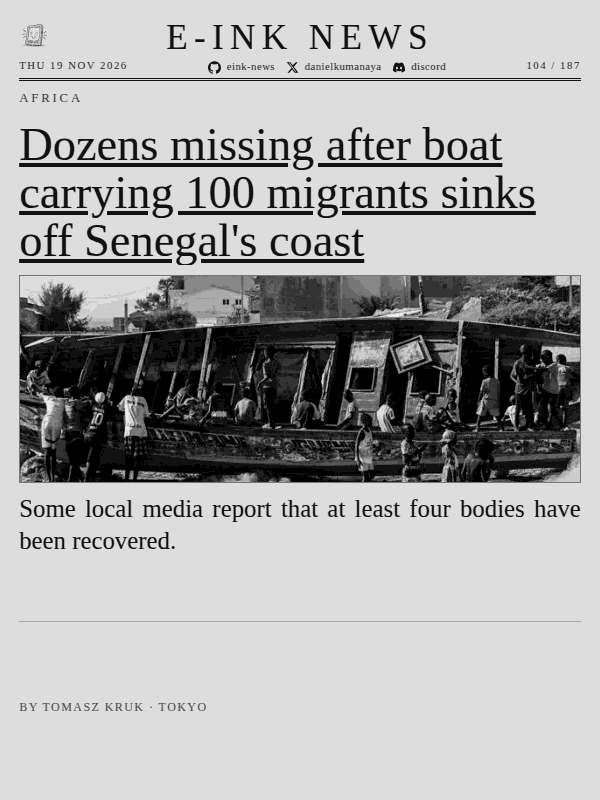 E-INK NEWS
THU 19 NOV 2026
eink-news danielkumanaya discord
104 / 187
AFRICA
Dozens missing after boat
carrying 100 migrants sinks
off Senegal's coast
Some local media report that at least four bodies have
been recovered.
BY TOMASZ KRUK · TOKYO